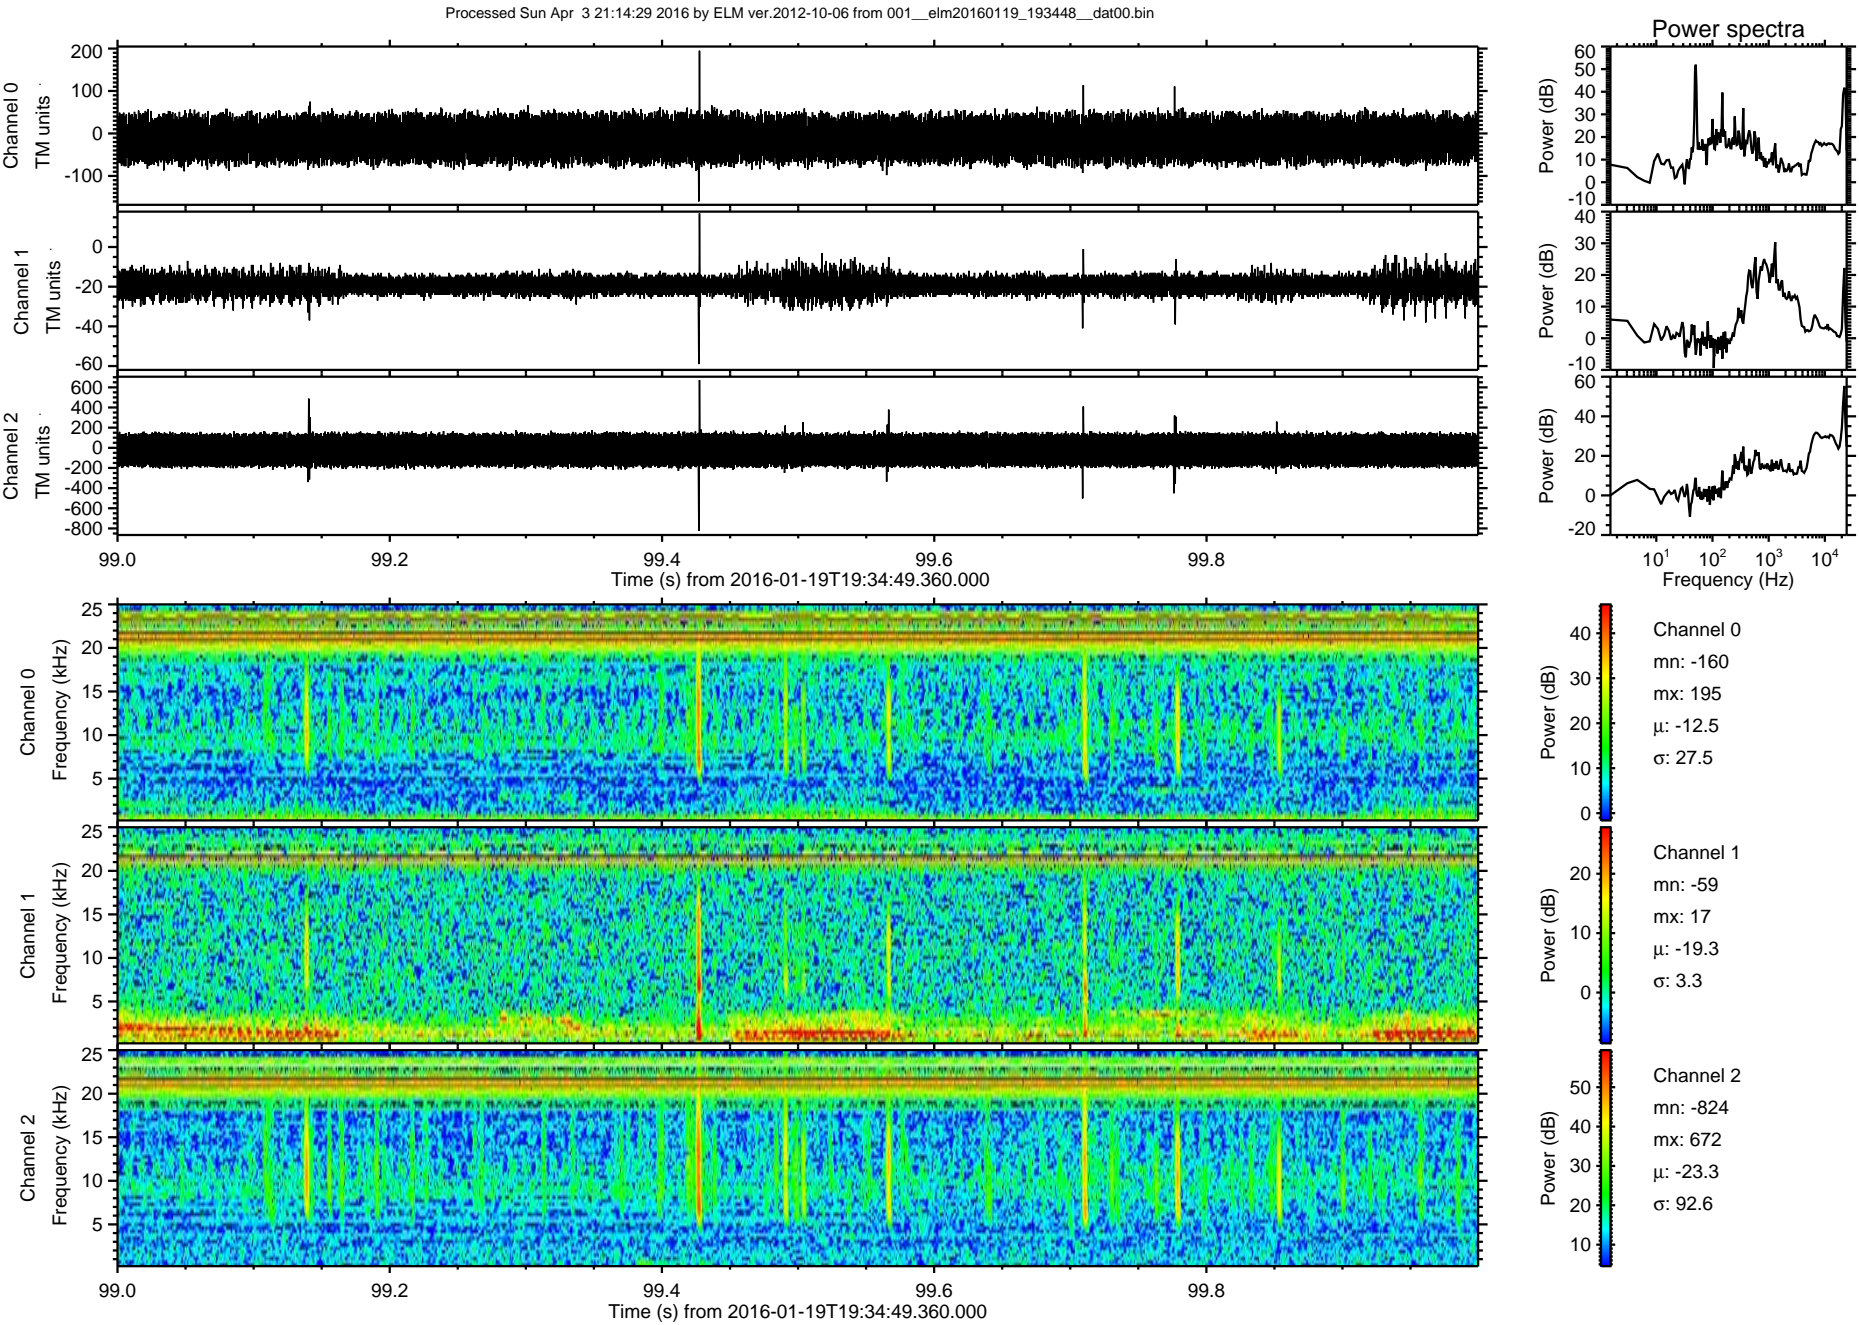 Processed Sun Apr  3 21:14:29 2016 by ELM ver.2012-10-06 from 001__elm20160119_193448__dat00.bin
Power spectra
Channel 0
TM units
200
100
0
-100
Power (dB)
60
50
40
30
20
10
0
-10
Channel 1
TM units
0
-20
-40
-60
Power (dB)
40
30
20
10
0
-10
Channel 2
TM units
600
400
200
0
-200
-400
-600
-800
Power (dB)
60
40
20
0
-20
99.0 99.2 99.4 99.6 99.8
Time (s) from 2016-01-19T19:34:49.360.000
10¹ 10² 10³ 10⁴
Frequency (Hz)
Channel 0
Frequency (kHz)
25
20
15
10
5
Power (dB)
40
30
20
10
0
Channel 0
mn: -160
mx: 195
μ: -12.5
σ: 27.5
Channel 1
Frequency (kHz)
25
20
15
10
5
Power (dB)
20
10
0
Channel 1
mn: -59
mx: 17
μ: -19.3
σ: 3.3
Channel 2
Frequency (kHz)
25
20
15
10
5
Power (dB)
50
40
30
20
10
Channel 2
mn: -824
mx: 672
μ: -23.3
σ: 92.6
99.0 99.2 99.4 99.6 99.8
Time (s) from 2016-01-19T19:34:49.360.000